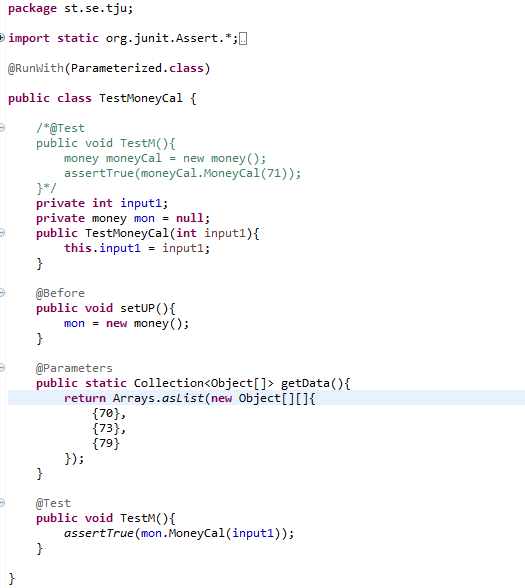 package st.se.tju;
import static org.junit.Assert.*;
@RunWith(Parameterized.class)
public class TestMoneyCal {
/*@Test
public void TestM(){
money moneyCal = new money();
assertTrue(moneyCal.MoneyCal(71));
}*/
private int input1;
private money mon = null;
public TestMoneyCal(int input1){
this.input1 = input1;
}
@Before
public void setUP(){
mon = new money();
}
@Parameters
public static Collection<Object[]> getData(){
return Arrays.asList(new Object[][]{
{70},
{73},
{79}
});
}
@Test
public void TestM(){
assertTrue(mon.MoneyCal(input1));
}
}